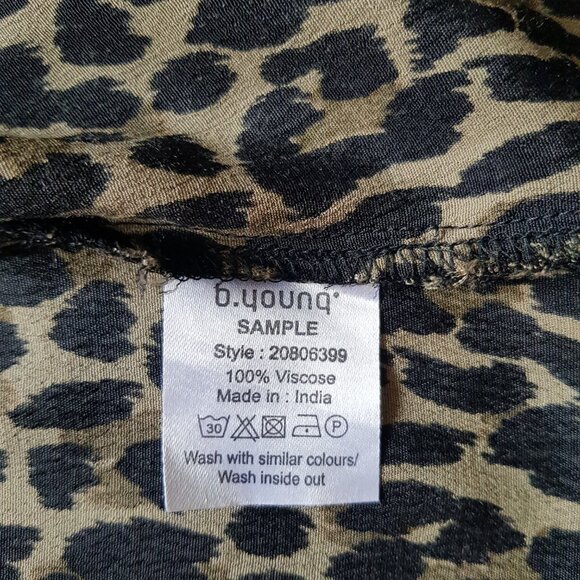 b.young
SAMPLE
Style : 20806399
100% Viscose
Made in : India
30 P
Wash with similar colours/
Wash inside out